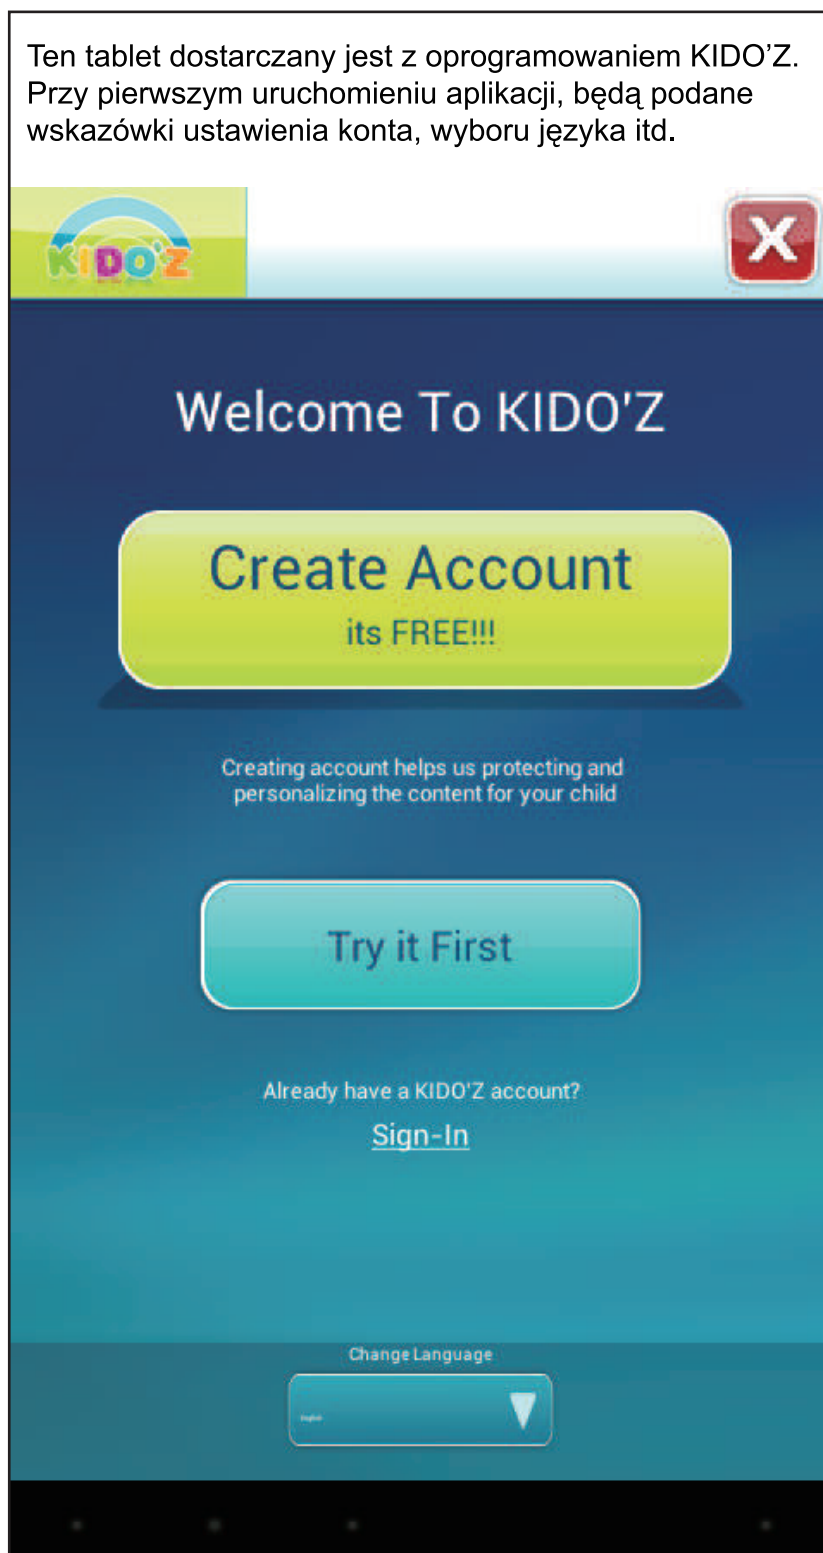 Ten tablet dostarczany jest z oprogramowaniem KIDO’Z.
Przy pierwszym uruchomieniu aplikacji, będą podane
wskazówki ustawienia konta, wyboru języka itd.
KIDO'Z
X
Welcome To KIDO'Z
Create Account
its FREE!!!
Creating account helps us protecting and
personalizing the content for your child
Try it First
Already have a KIDO'Z account?
Sign-In
Change Language
English